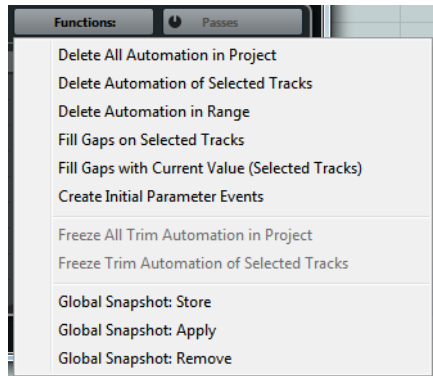 Functions: Passes
Delete All Automation in Project
Delete Automation of Selected Tracks
Delete Automation in Range
Fill Gaps on Selected Tracks
Fill Gaps with Current Value (Selected Tracks)
Create Initial Parameter Events
Freeze All Trim Automation in Project
Freeze Trim Automation of Selected Tracks
Global Snapshot: Store
Global Snapshot: Apply
Global Snapshot: Remove